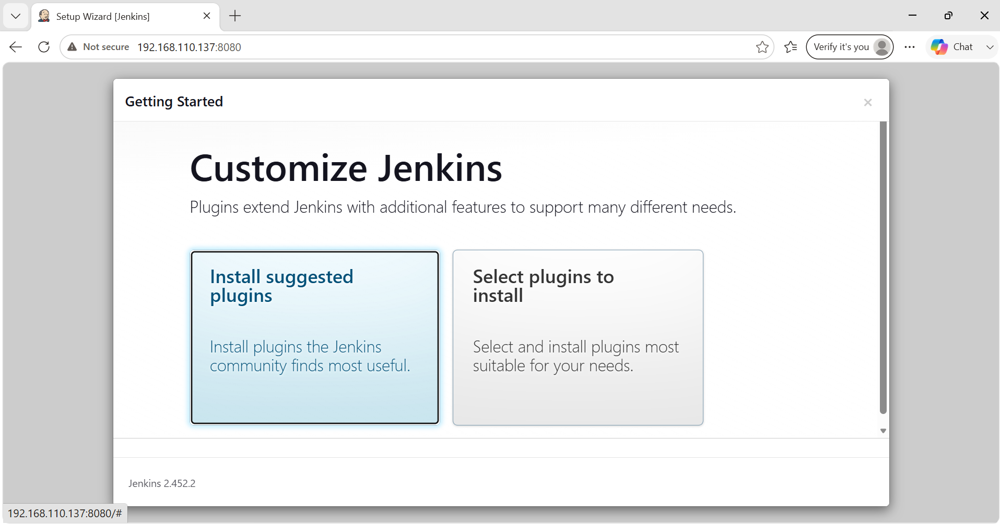 Setup Wizard [Jenkins]
Not secure 192.168.110.137:8080
Verify it's you
Chat
Getting Started
Customize Jenkins
Plugins extend Jenkins with additional features to support many different needs.
Install suggested
plugins
Install plugins the Jenkins
community finds most useful.
Select plugins to
install
Select and install plugins most
suitable for your needs.
Jenkins 2.452.2
192.168.110.137:8080/#